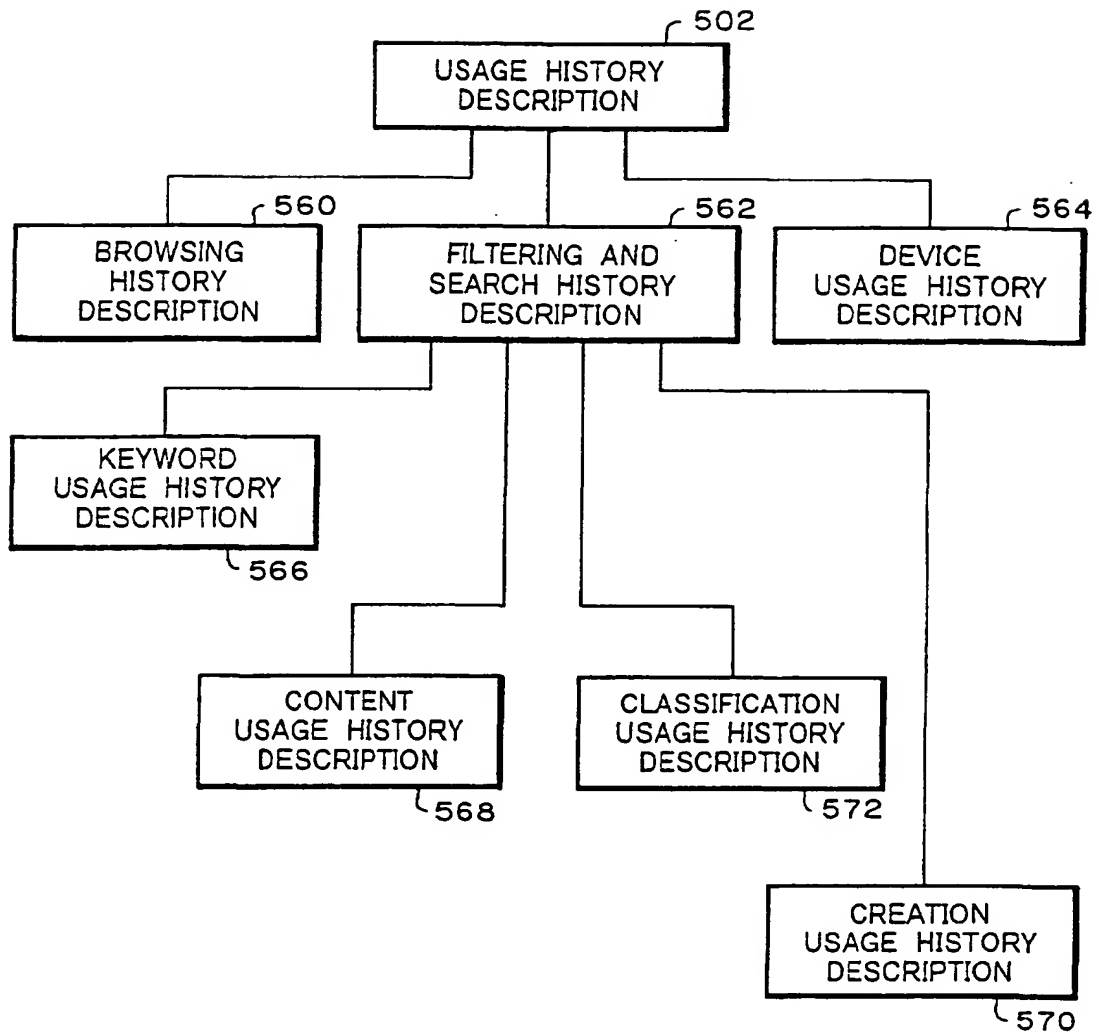 502
USAGE HISTORY
DESCRIPTION
560
BROWSING
HISTORY
DESCRIPTION
562
FILTERING AND
SEARCH HISTORY
DESCRIPTION
564
DEVICE
USAGE HISTORY
DESCRIPTION
KEYWORD
USAGE HISTORY
DESCRIPTION
566
CONTENT
USAGE HISTORY
DESCRIPTION
568
CLASSIFICATION
USAGE HISTORY
DESCRIPTION
572
CREATION
USAGE HISTORY
DESCRIPTION
570